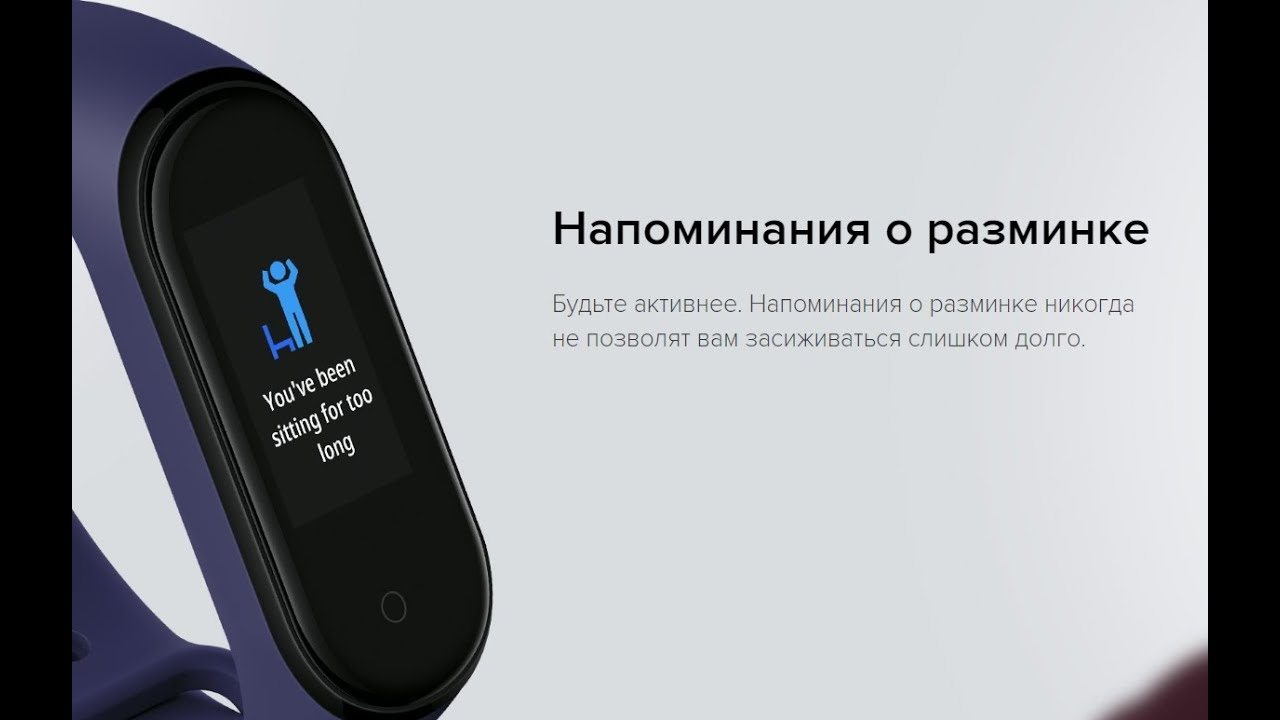 Напоминания о разминке
Будьте активнее. Напоминания о разминке никогда
не позволят вам засиживаться слишком долго.
You've been
sitting for too
long